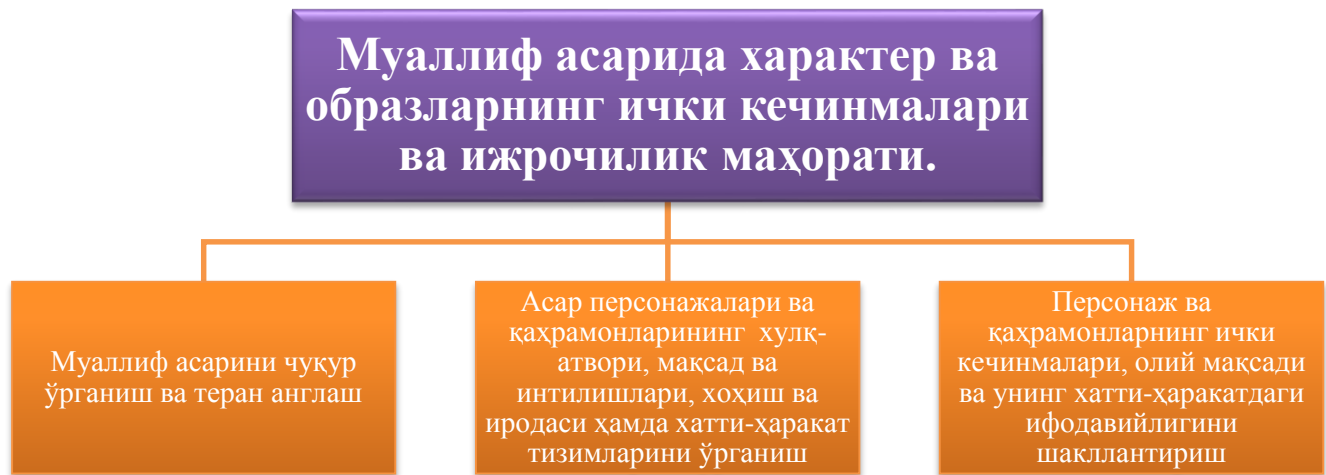 Муаллиф асарида характер ва
образларнинг ички кечинмалари
ва ижрочилик маҳорати.
Муаллиф асарини чуқур
ўрганиш ва теран англаш
Асар персонажалари ва
қаҳрамонларининг хулқ-
атвори, мақсад ва
интилишлари, хоҳиш ва
иродаси ҳамда хатти-ҳаракат
тизимларини ўрганиш
Персонаж ва
қаҳрамонларнинг ички
кечинмалари, олий мақсади
ва унинг хатти-ҳаракатдаги
ифодавийлигини
шакллантириш